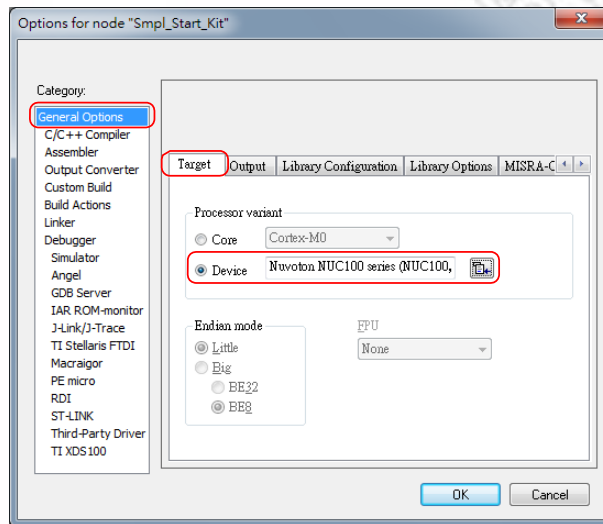 Options for node "Smpl_Start_Kit"
Category:
General Options
C/C++ Compiler
Assembler
Output Converter
Custom Build
Build Actions
Linker
Debugger
Simulator
Angel
GDB Server
IAR ROM-monitor
J-Link/J-Trace
TI Stellaris FTDI
Macraigor
PE micro
RDI
ST-LINK
Third-Party Driver
TI XDS100
Target Output Library Configuration Library Options MISRA-C
Processor variant
Core Cortex-M0
Device Nuvoton NUC100 series (NUC100,
Endian mode
Little
Big
BE32
BE8
FPU
None
OK Cancel